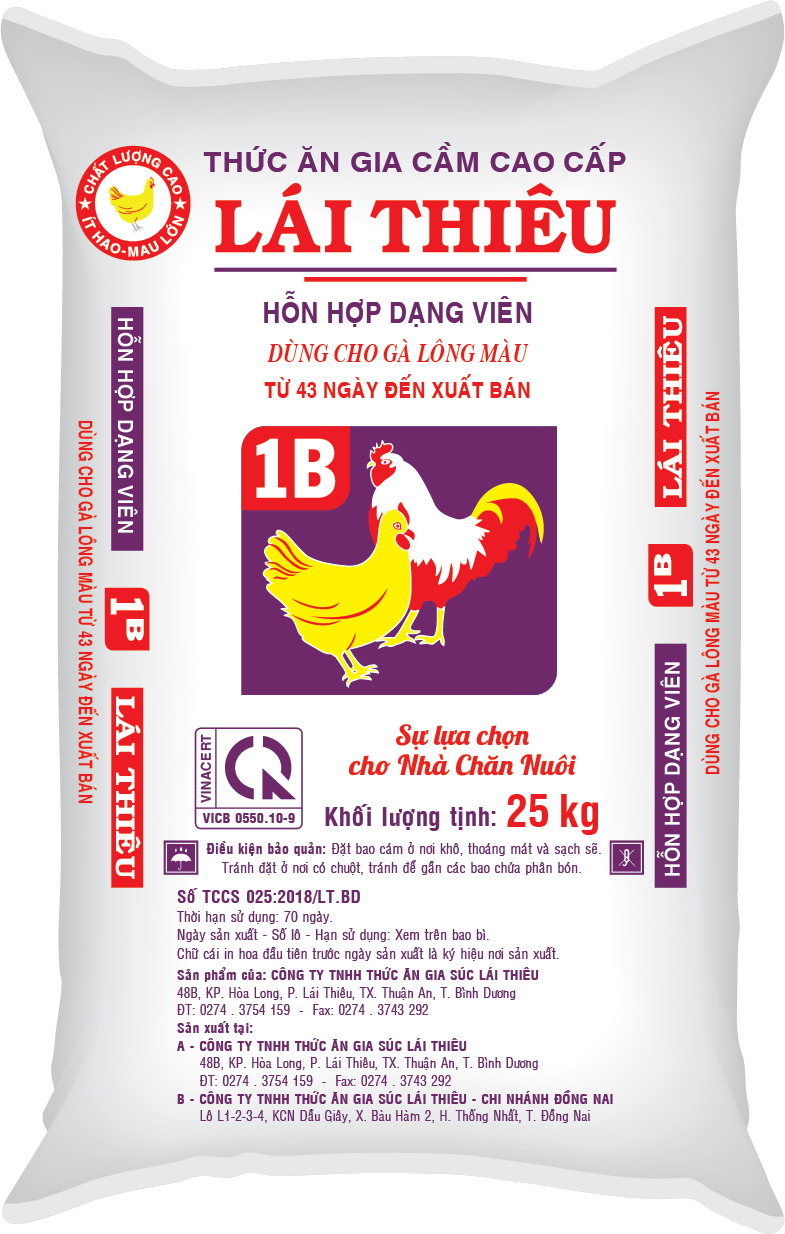 CHẤT LƯỢNG CAO
ÍT HAO-MAU LỚN
THỨC ĂN GIA CẦM CAO CẤP
LÁI THIÊU
HỖN HỢP DẠNG VIÊN
DÙNG CHO GÀ LÔNG MÀU
TỪ 43 NGÀY ĐẾN XUẤT BÁN
1B
HỖN HỢP DẠNG VIÊN
1B
LÁI THIÊU
DÙNG CHO GÀ LÔNG MÀU TỪ 43 NGÀY ĐẾN XUẤT BÁN
LÁI THIÊU
1B
HỖN HỢP DẠNG VIÊN
DÙNG CHO GÀ LÔNG MÀU TỪ 43 NGÀY ĐẾN XUẤT BÁN
VINACERT
VICB 0550.10-9
Sự lựa chọn
cho Nhà Chăn Nuôi
Khối lượng tịnh: 25 kg
Điều kiện bảo quản: Đặt bao cám ở nơi khô, thoáng mát và sạch sẽ.
Tránh đặt ở nơi có chuột, tránh để gần các bao chứa phân bón.
Số TCCS 025:2018/LT.BD
Thời hạn sử dụng: 70 ngày.
Ngày sản xuất - Số lô - Hạn sử dụng: Xem trên bao bì.
Chữ cái in hoa đầu tiên trước ngày sản xuất là ký hiệu nơi sản xuất.
Sản phẩm của: CÔNG TY TNHH THỨC ĂN GIA SÚC LÁI THIÊU
48B, KP. Hòa Long, P. Lái Thiêu, TX. Thuận An, T. Bình Dương
ĐT: 0274 . 3754 159 - Fax: 0274 . 3743 292
Sản xuất tại:
A - CÔNG TY TNHH THỨC ĂN GIA SÚC LÁI THIÊU
48B, KP. Hòa Long, P. Lái Thiêu, TX. Thuận An, T. Bình Dương
ĐT: 0274 . 3754 159 - Fax: 0274 . 3743 292
B - CÔNG TY TNHH THỨC ĂN GIA SÚC LÁI THIÊU - CHI NHÁNH ĐỒNG NAI
Lô L1-2-3-4, KCN Dầu Giây, X. Bàu Hàm 2, H. Thống Nhất, T. Đồng Nai